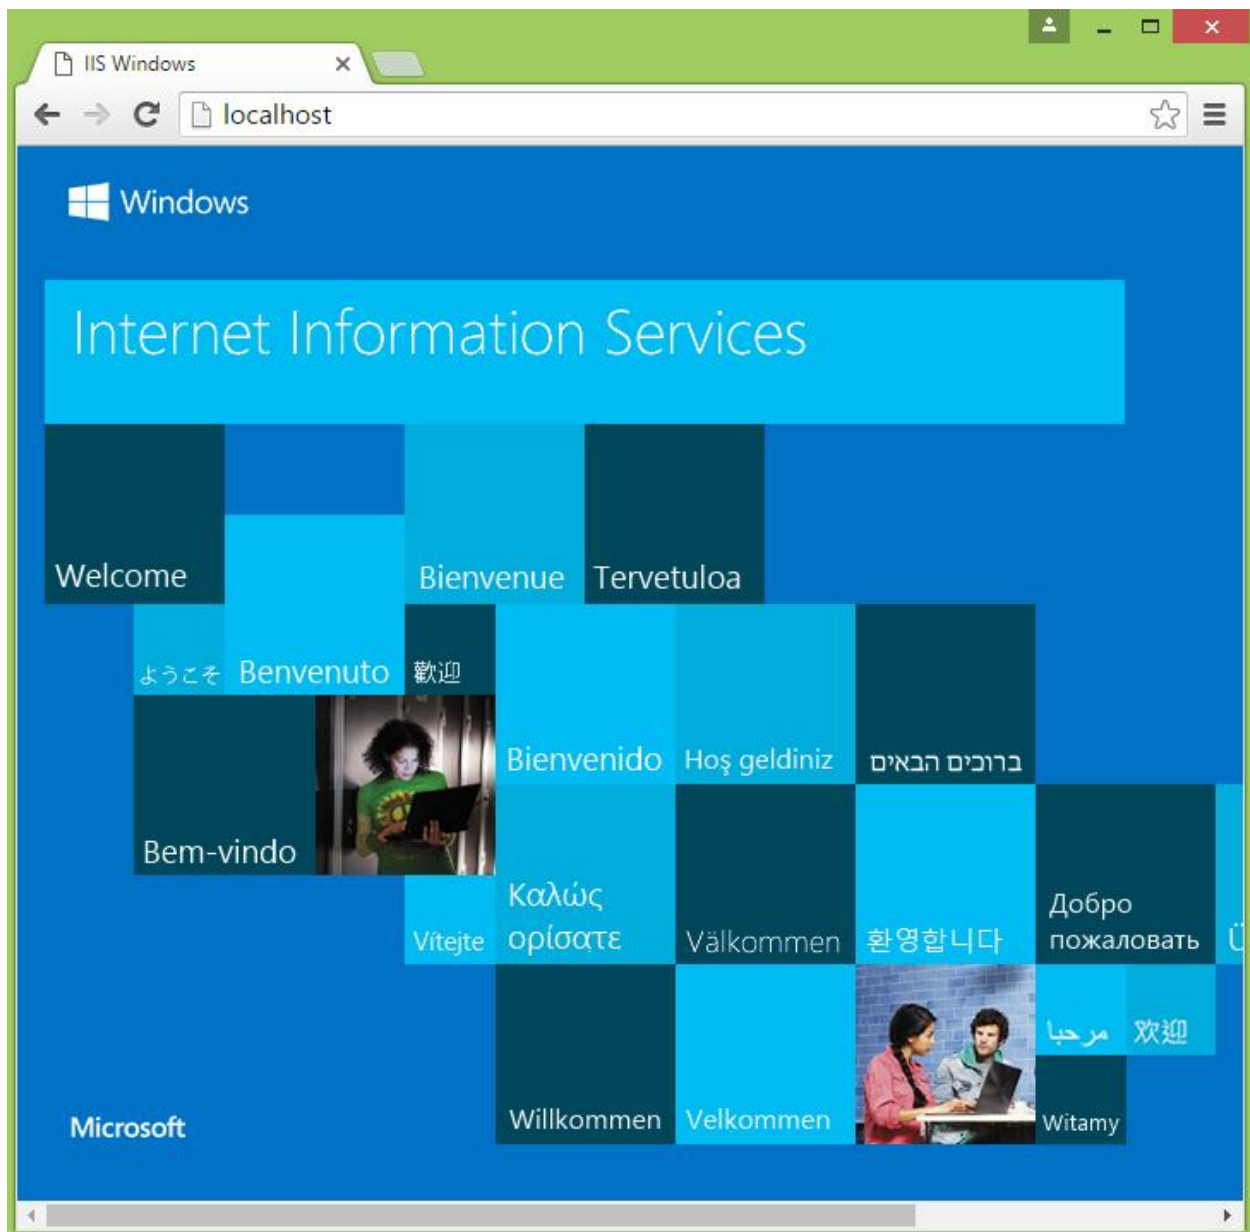 IIS Windows
localhost
Windows
Internet Information Services
Welcome
Bienvenue
Tervetuloa
ようこそ
Benvenuto
歡迎
Bienvenido
Hoş geldiniz
ברוכים הבאים
Bem-vindo
Vítejte
Καλώς
ορίσατε
Välkommen
환영합니다
Добро
пожаловать
Ü
مرحبا
欢迎
Microsoft
Willkommen
Velkommen
Witamy